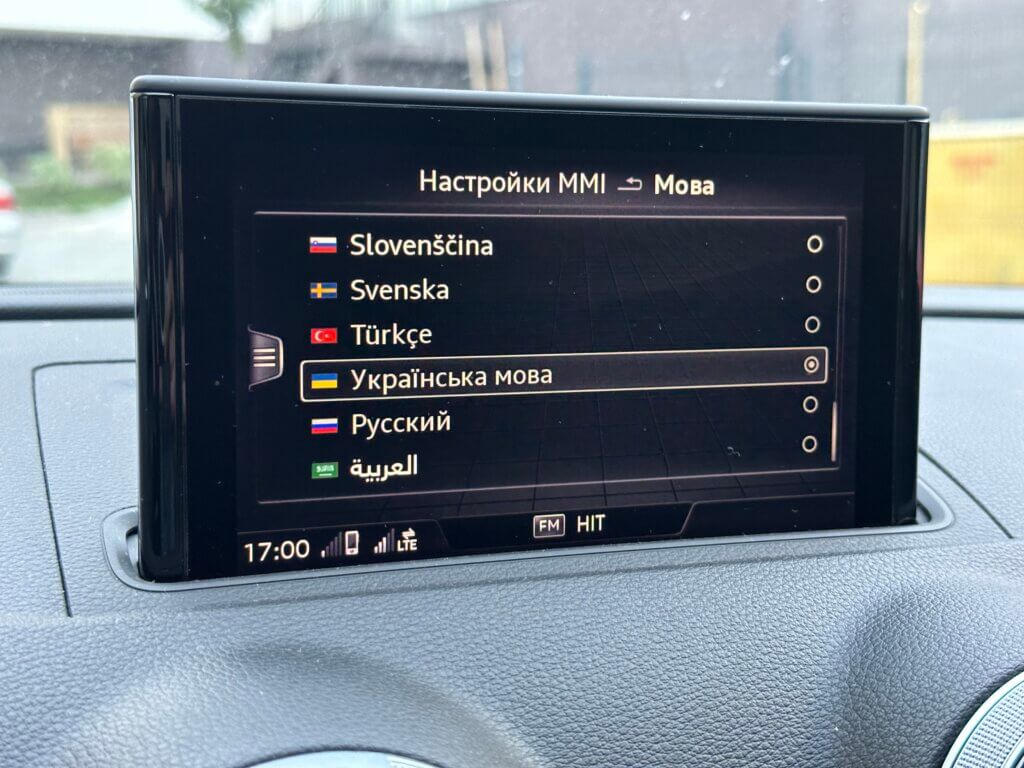 Настройки MMI Мова
Slovenščina
Svenska
Türkçe
Українська мова
Русский
العربية
FM HIT
17:00 LTE